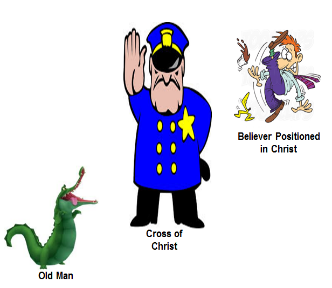 Believer Positioned
in Christ
Cross of
Christ
Old Man